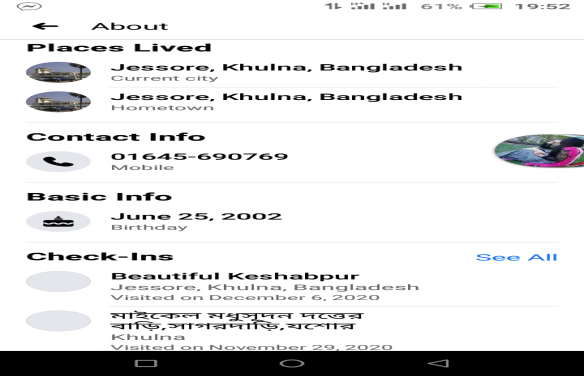 61% 19:52
About
Places Lived
Jessore, Khulna, Bangladesh
Current city
Jessore, Khulna, Bangladesh
Hometown
Contact Info
01645-690769
Mobile
Basic Info
June 25, 2002
Birthday
Check-Ins See All
Beautiful Keshabpur
Jessore, Khulna, Bangladesh
Visited on December 6, 2020
মাইকেল মধুসূদন দত্তের
বাড়ি,সাগরদাড়ি,যশোর
Khulna
Visited on November 29, 2020